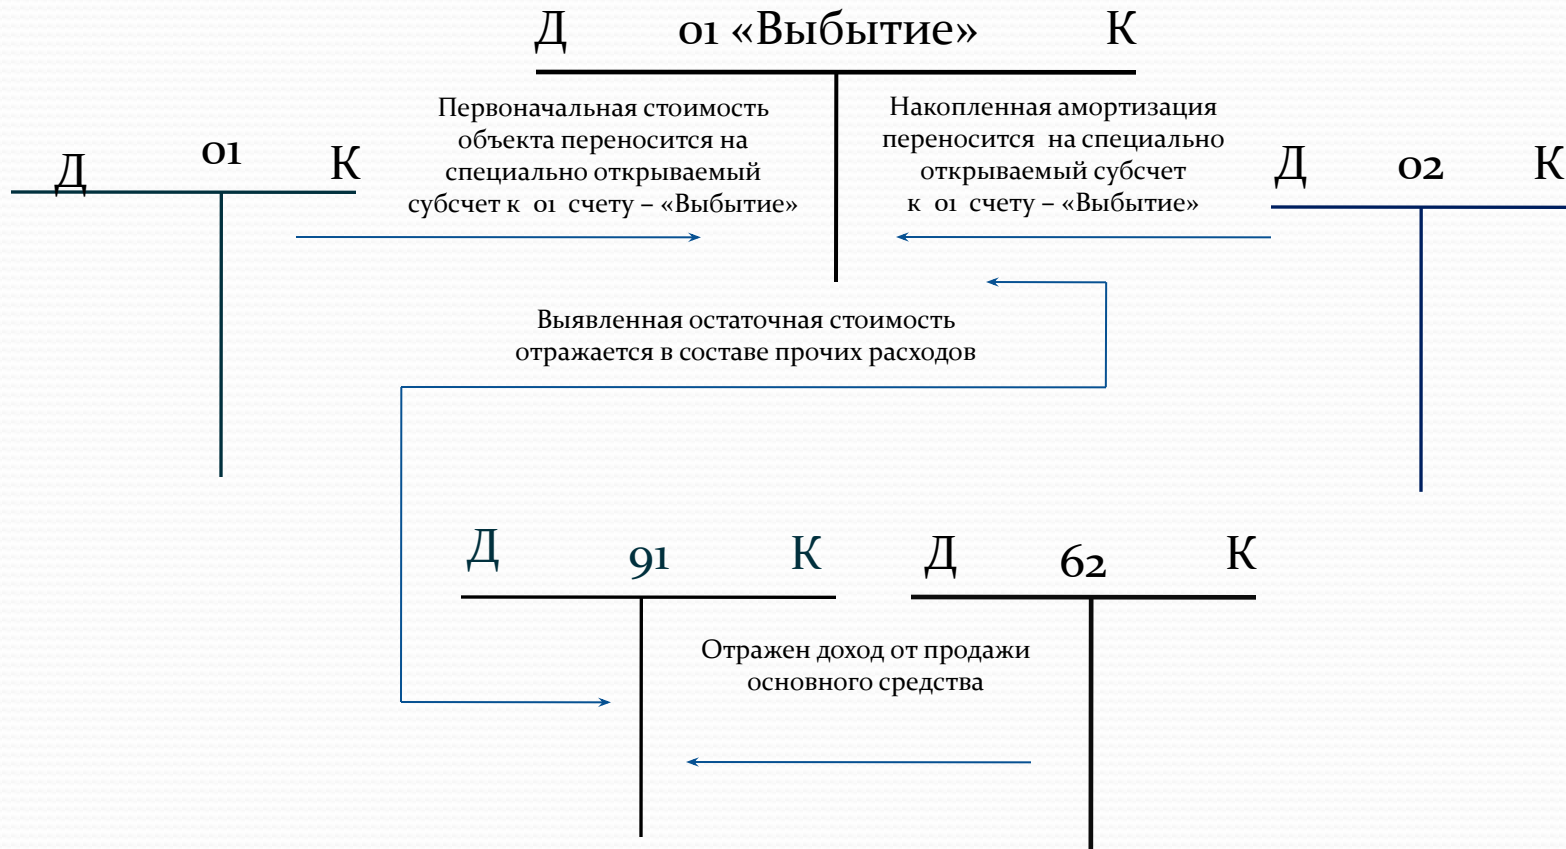 Д 01 «Выбытие» К
Первоначальная стоимость
объекта переносится на
специально открываемый
субсчет к 01 счету – «Выбытие»
Накопленная амортизация
переносится на специально
открываемый субсчет
к 01 счету – «Выбытие»
Д 01 К
Д 02 К
Выявленная остаточная стоимость
отражается в составе прочих расходов
Д 91 К
Д 62 К
Отражен доход от продажи
основного средства